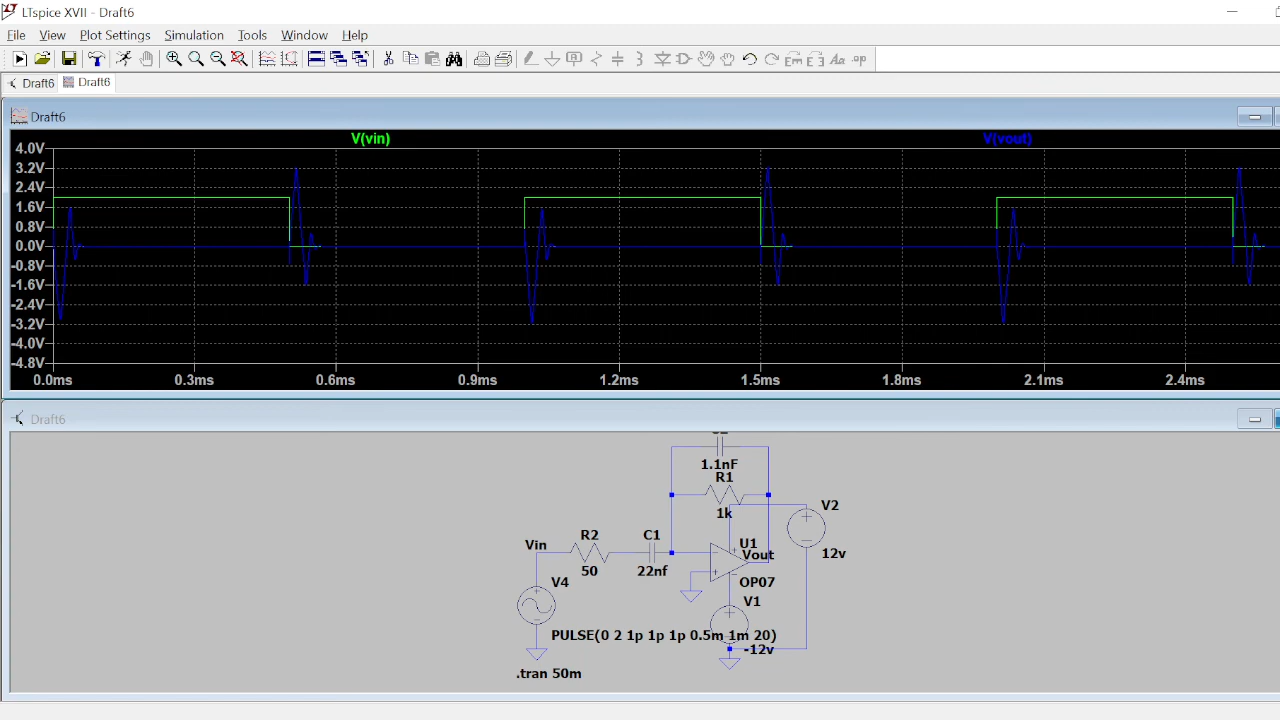 LTspice XVII - Draft6
File View Plot Settings Simulation Tools Window Help
Draft6 Draft6
Draft6
V(vin) V(vout)
4.0V
3.2V
2.4V
1.6V
0.8V
0.0V
-0.8V
-1.6V
-2.4V
-3.2V
-4.0V
-4.8V
0.0ms 0.3ms 0.6ms 0.9ms 1.2ms 1.5ms 1.8ms 2.1ms 2.4ms
Draft6
1.1nF
R1
1k
V2
12v
Vin R2 C1 U1
Vout
50 22nf
V4 OP07
V1
PULSE(0 2 1p 1p 1p 0.5m 1m 20)
-12v
.tran 50m